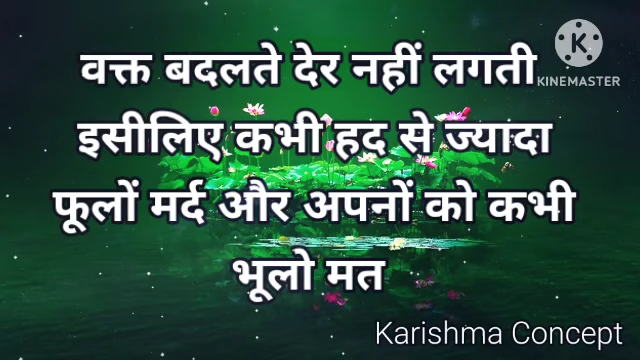 वक्त बदलते देर नहीं लगती
KINEMASTER
इसीलिए कभी हद से ज्यादा
फूलों मर्द और अपनों को कभी
भूलो मत
Karishma Concept